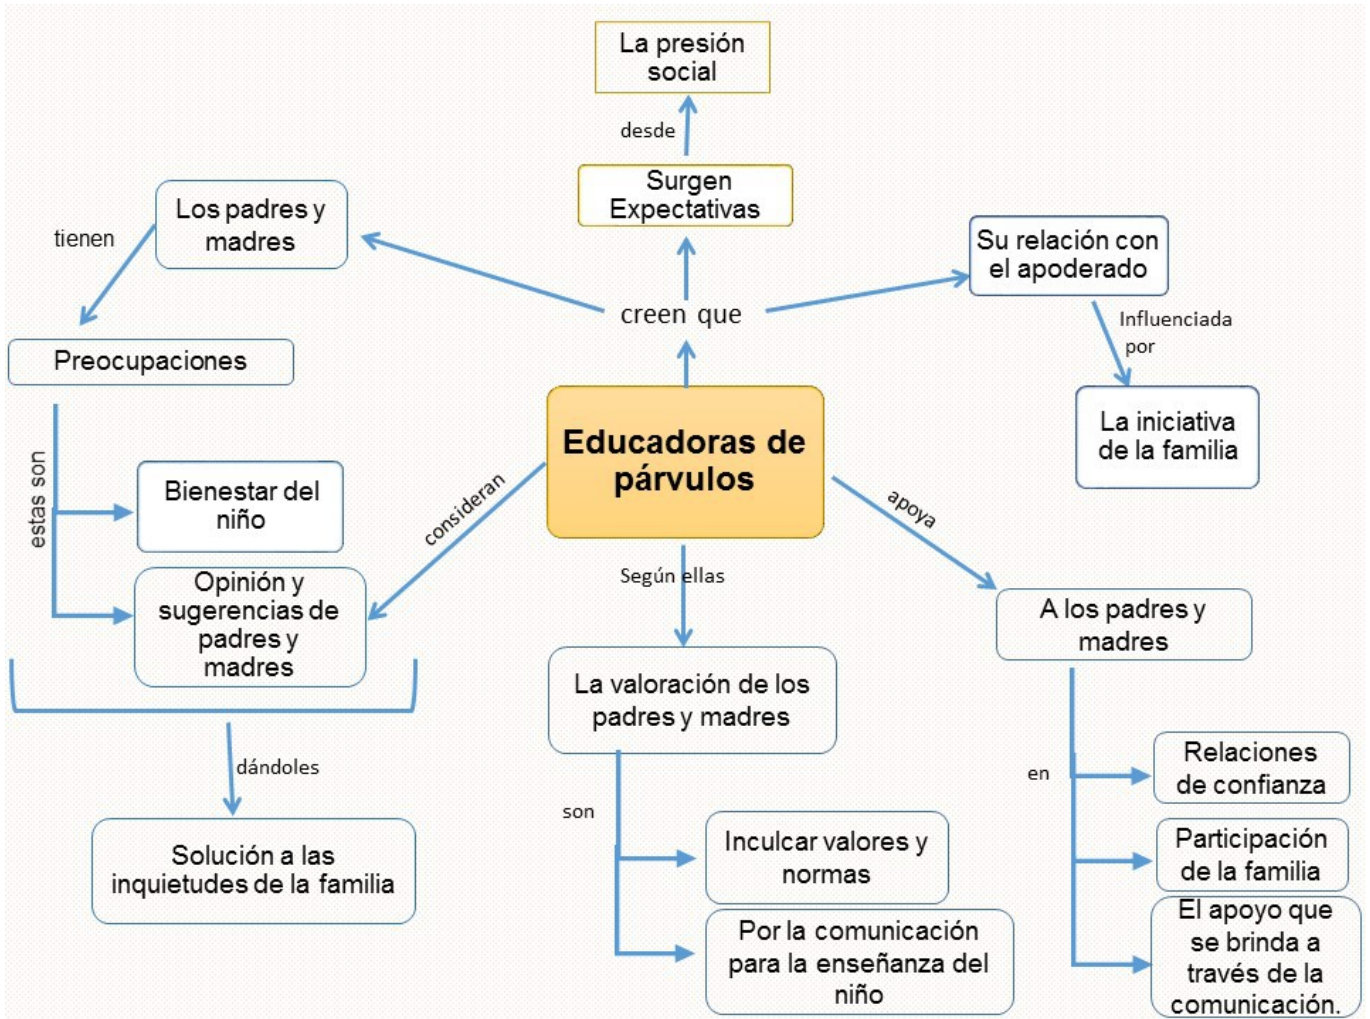 La presión
social
desde
Surgen
Expectativas
Los padres y
madres
tienen
Su relación con
el apoderado
creen que
Influenciada
por
Preocupaciones
La iniciativa
de la familia
Educadoras de
párvulos
estas son
Bienestar del
niño
consideran
apoya
Opinión y
sugerencias de
padres y
madres
Según ellas
A los padres y
madres
La valoración de los
padres y madres
dándoles
en
Relaciones
de confianza
son
Solución a las
inquietudes de la familia
Inculcar valores y
normas
Participación
de la familia
Por la comunicación
para la enseñanza del
niño
El apoyo que
se brinda a
través de la
comunicación.